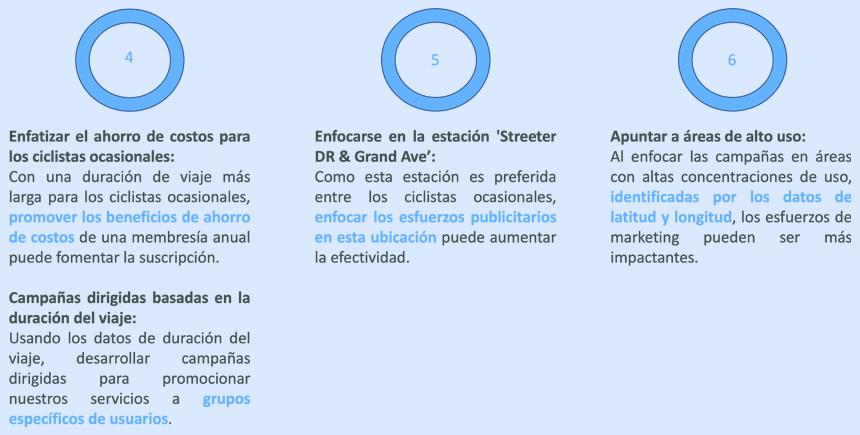 4
Enfatizar el ahorro de costos para
los ciclistas ocasionales:
Con una duración de viaje más
larga para los ciclistas ocasionales,
promover los beneficios de ahorro
de costos de una membresía anual
puede fomentar la suscripción.
Campañas dirigidas basadas en la
duración del viaje:
Usando los datos de duración del
viaje, desarrollar campañas
dirigidas para promocionar
nuestros servicios a grupos
específicos de usuarios.
5
Enfocarse en la estación 'Streeter
DR & Grand Ave’:
Como esta estación es preferida
entre los ciclistas ocasionales,
enfocar los esfuerzos publicitarios
en esta ubicación puede aumentar
la efectividad.
6
Apuntar a áreas de alto uso:
Al enfocar las campañas en áreas
con altas concentraciones de uso,
identificadas por los datos de
latitud y longitud, los esfuerzos de
marketing pueden ser más
impactantes.